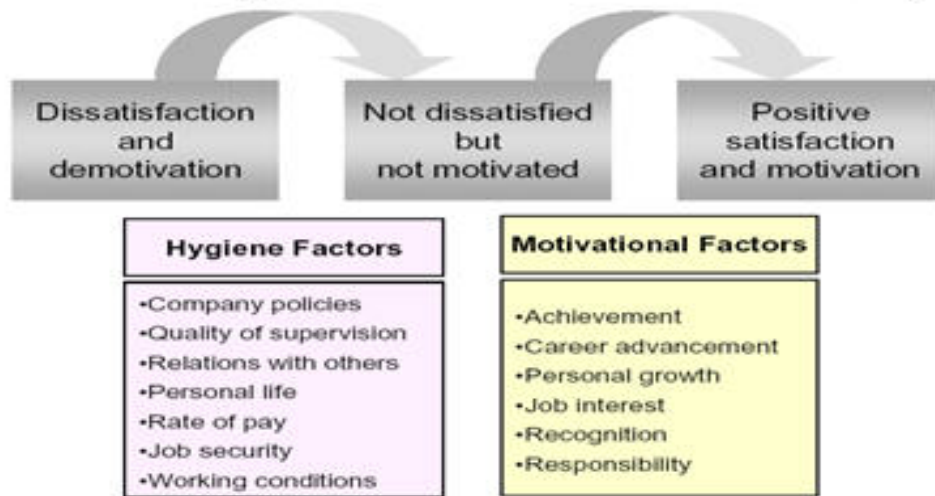 Dissatisfaction
and
demotivation
Not dissatisfied
but
not motivated
Positive
satisfaction
and motivation
Hygiene Factors
•Company policies
•Quality of supervision
•Relations with others
•Personal life
•Rate of pay
•Job security
•Working conditions
Motivational Factors
•Achievement
•Career advancement
•Personal growth
•Job interest
•Recognition
•Responsibility